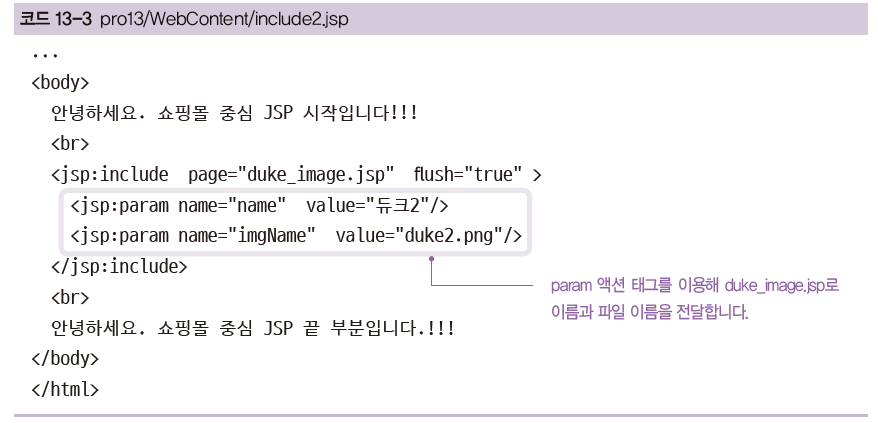 코드 13-3 pro13/WebContent/include2.jsp
...
<body>
안녕하세요. 쇼핑몰 중심 JSP 시작입니다!!!
<br>
<jsp:include page="duke_image.jsp" flush="true" >
<jsp:param name="name" value="듀크2"/>
<jsp:param name="imgName" value="duke2.png"/>
</jsp:include>
param 액션 태그를 이용해 duke_image.jsp로
이름과 파일 이름을 전달합니다.
<br>
안녕하세요. 쇼핑몰 중심 JSP 끝 부분입니다.!!!
</body>
</html>